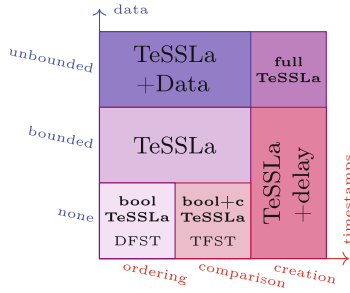 data
unbounded
TeSSLa
+Data
full
TeSSLa
bounded
TeSSLa
TeSSLa
+delay
timestamps
none
bool
TeSSLa
DFST
bool+c
TeSSLa
TFST
ordering
comparison
creation